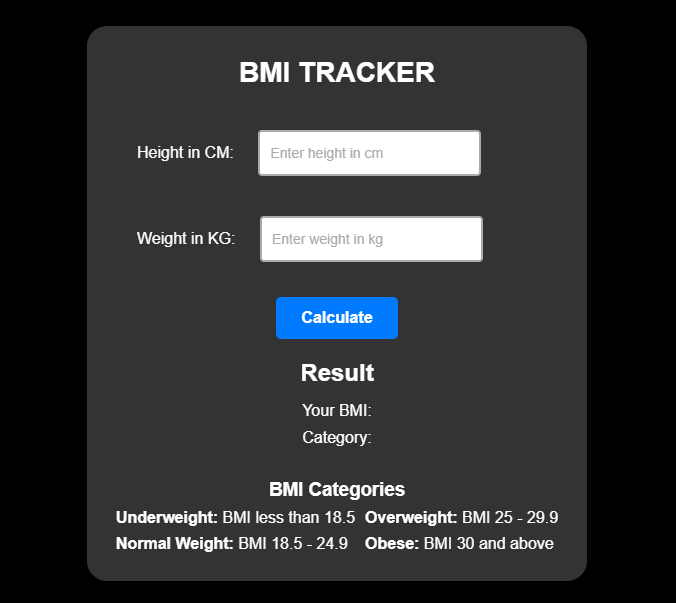 BMI TRACKER
Height in CM: Enter height in cm
Weight in KG: Enter weight in kg
Calculate
Result
Your BMI:
Category:
BMI Categories
Underweight: BMI less than 18.5 Overweight: BMI 25 - 29.9
Normal Weight: BMI 18.5 - 24.9 Obese: BMI 30 and above